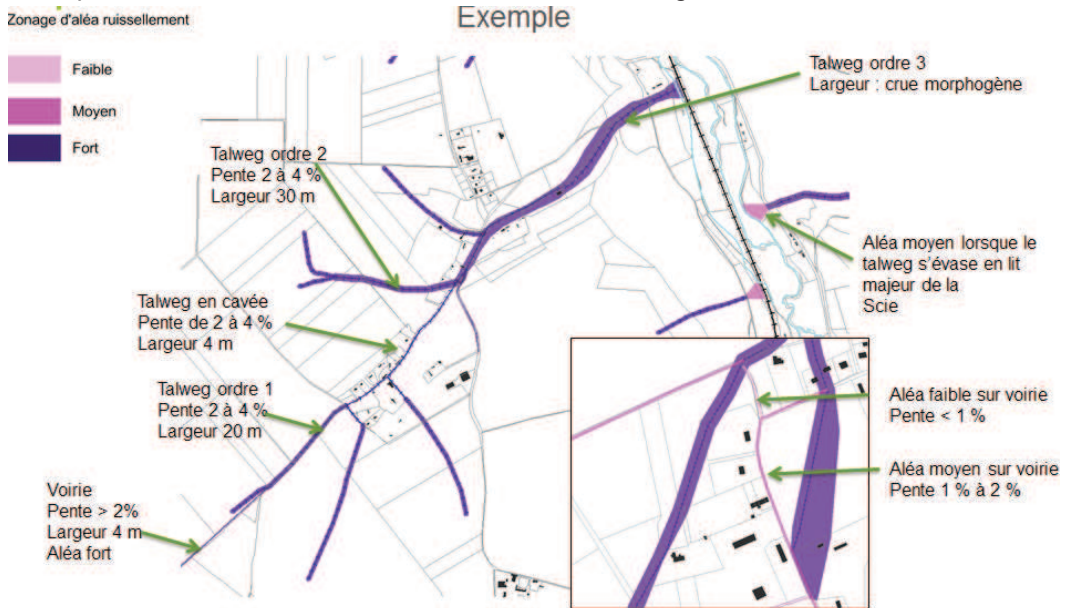 Exemple
Zonage d'aléa ruissellement
Faible
Moyen
Fort
Talweg ordre 3
Largeur : crue morphogène
Talweg ordre 2
Pente 2 à 4 %
Largeur 30 m
Aléa moyen lorsque le
talweg s'évase en lit
majeur de la
Scie
Talweg en cavée
Pente de 2 à 4 %
Largeur 4 m
Talweg ordre 1
Pente 2 à 4 %
Largeur 20 m
Aléa faible sur voirie
Pente < 1 %
Aléa moyen sur voirie
Pente 1 % à 2 %
Voirie
Pente > 2%
Largeur 4 m
Aléa fort